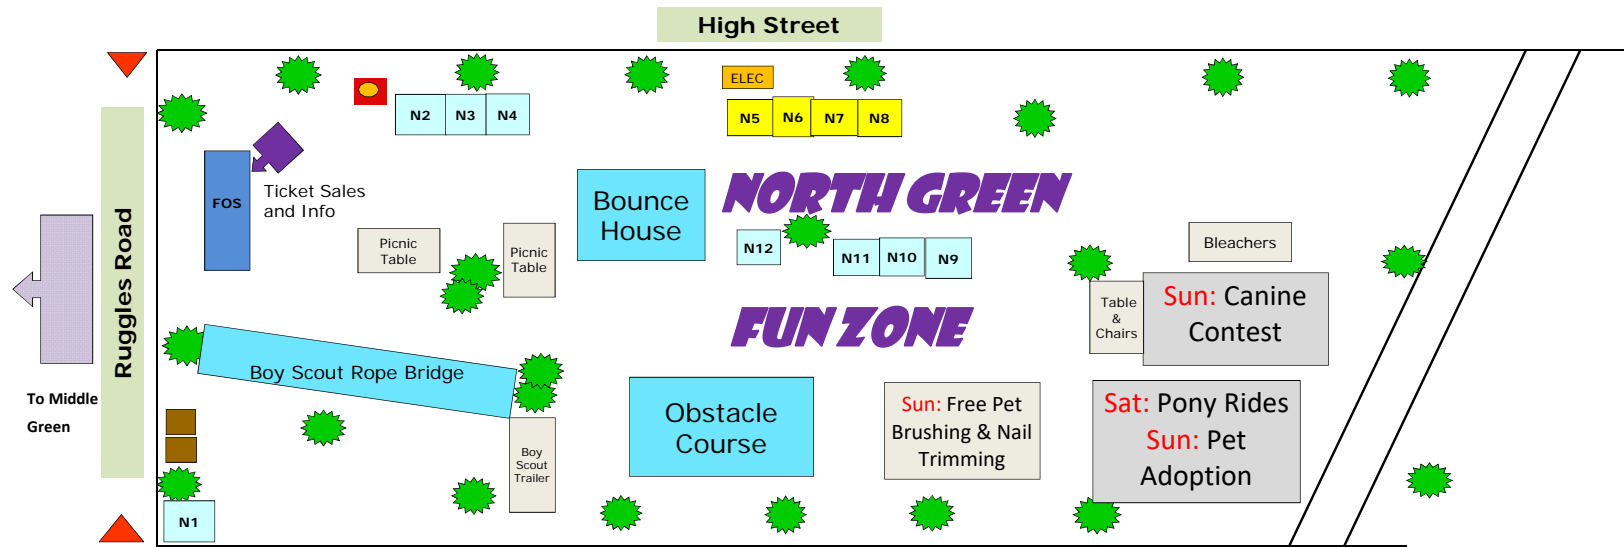 High Street
ELEC
N2
N3
N4
N5
N6
N7
N8
FOS
Ticket Sales
and Info
Bounce
House
NORTH GREEN
Ruggles Road
Picnic
Table
Picnic
Table
N12
N11
N10
N9
Bleachers
FUN ZONE
Table
&
Chairs
Sun: Canine
Contest
Boy Scout Rope Bridge
To Middle
Green
Obstacle
Course
Sun: Free Pet
Brushing & Nail
Trimming
Sat: Pony Rides
Sun: Pet
Adoption
Boy
Scout
Trailer
N1